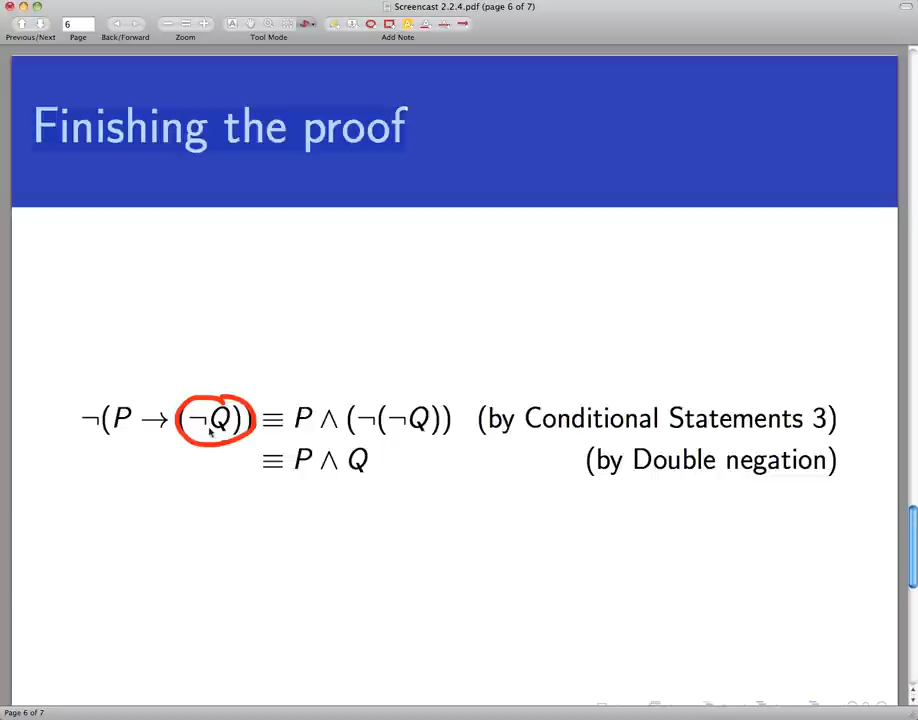 Screencast 2.2.4.pdf (page 6 of 7)
6
Previous/Next Page Back/Forward Zoom Tool Mode Add Note
Finishing the proof
¬(P → (¬Q)) ≡ P ∧ (¬(¬Q)) (by Conditional Statements 3)
≡ P ∧ Q (by Double negation)
Page 6 of 7